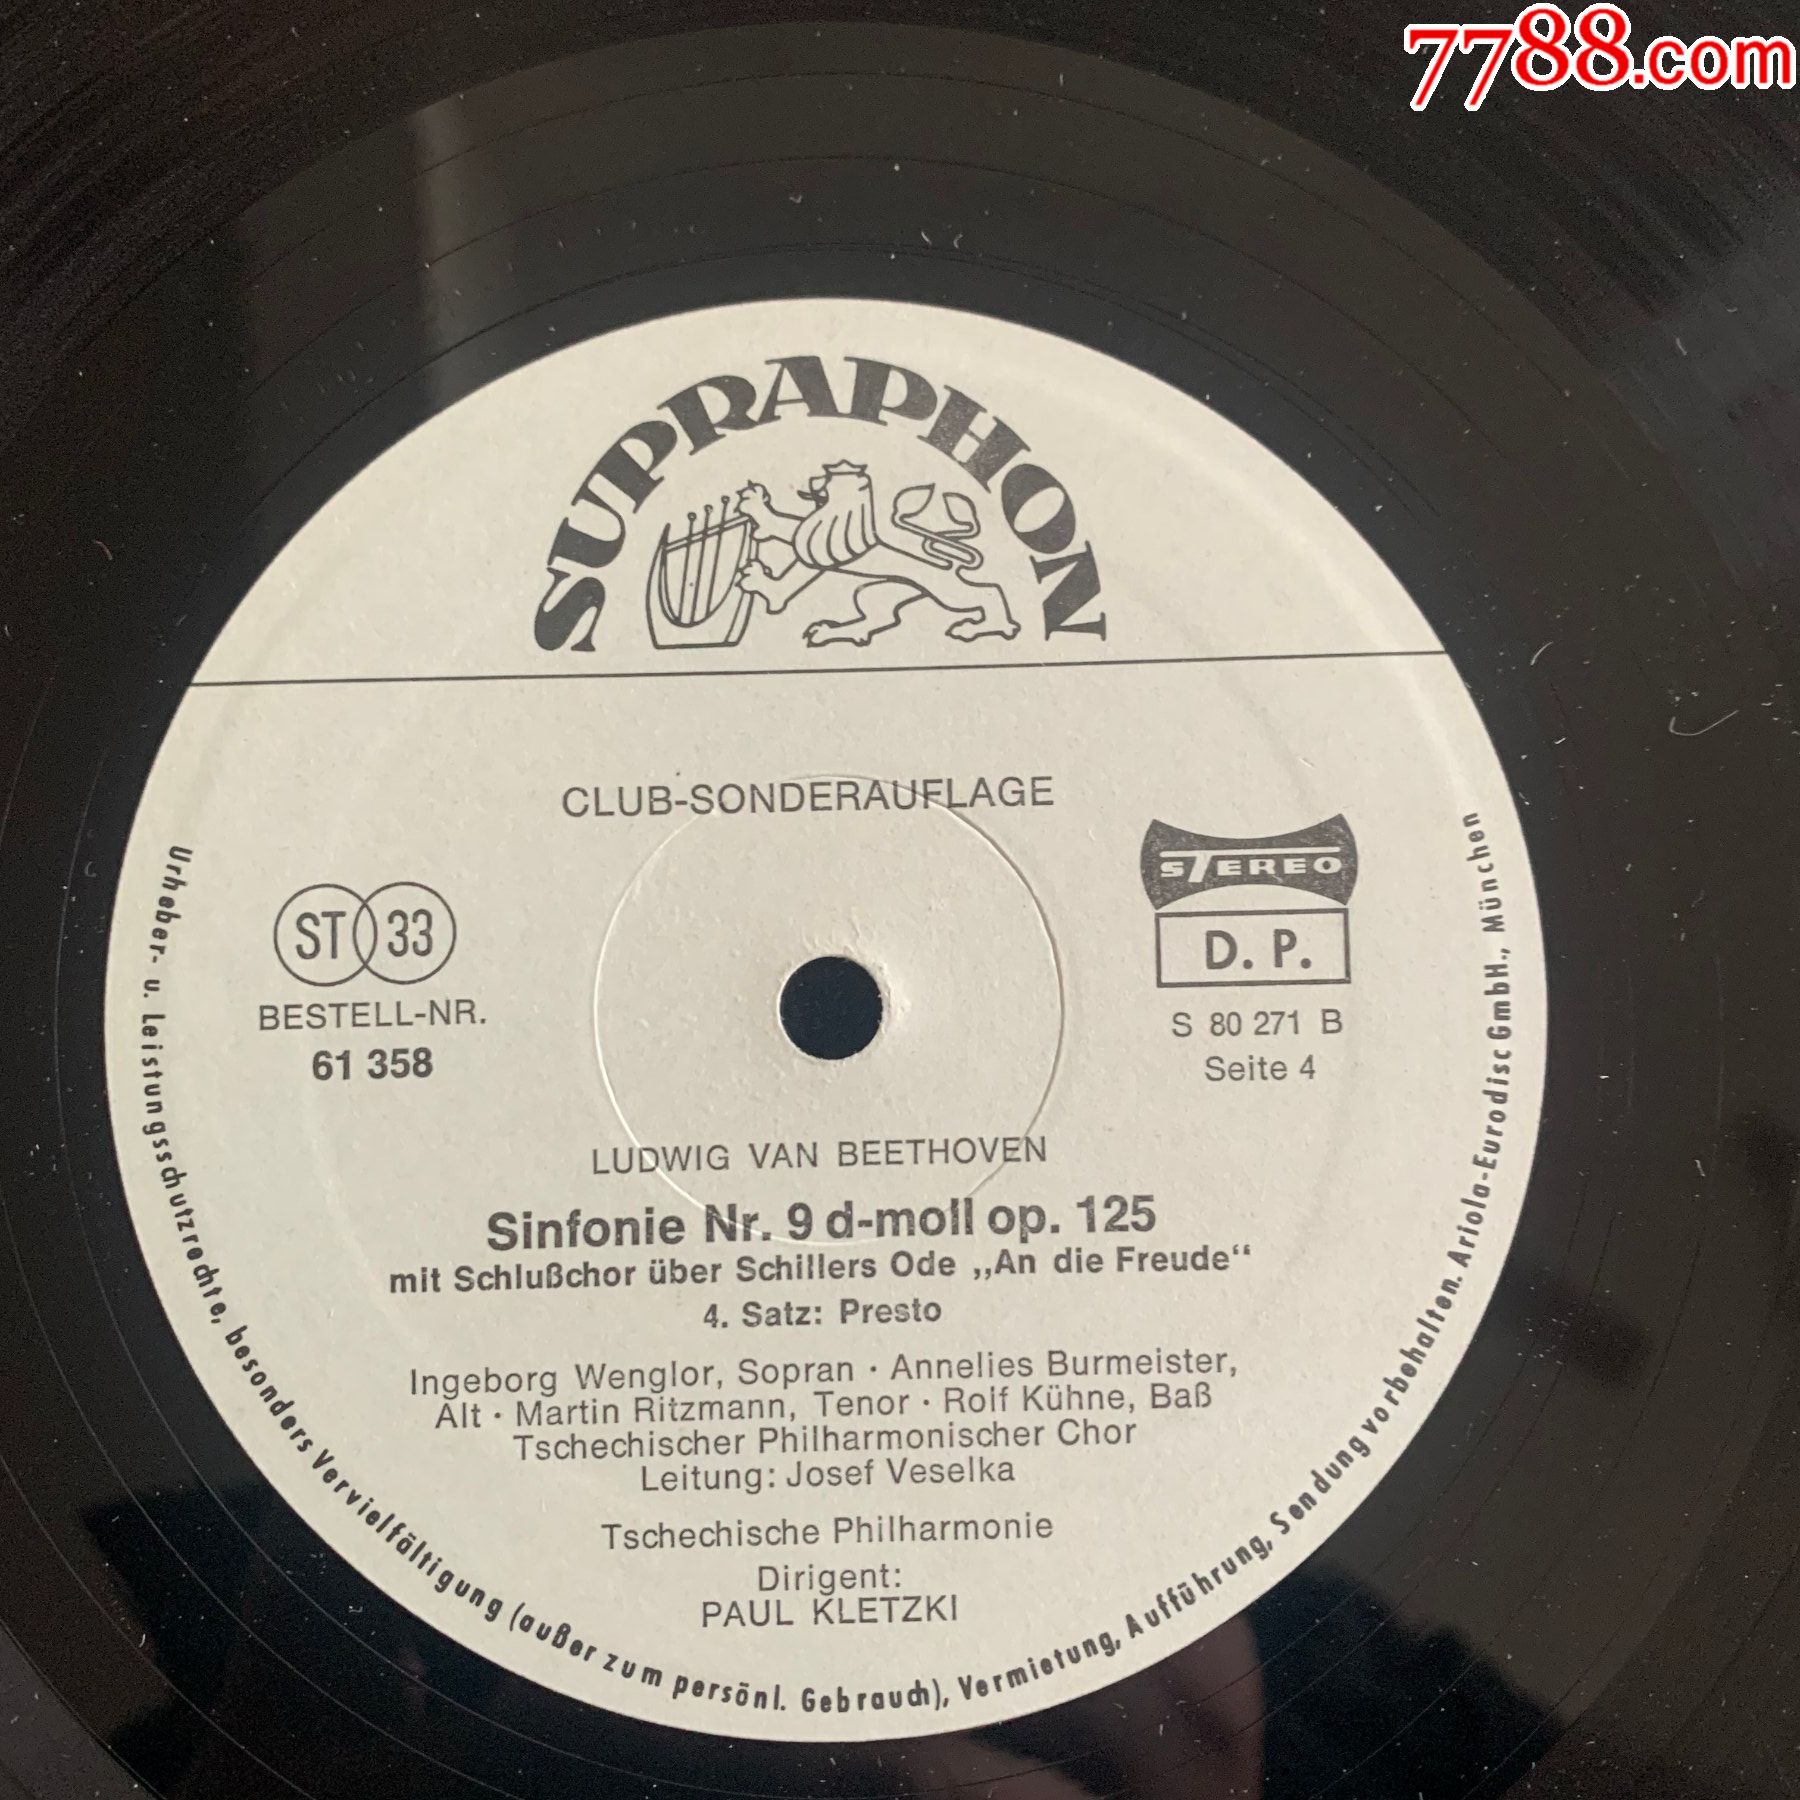 7788.com
SUPRAPHON
CLUB-SONDERAUFLAGE
STEREO
ST 33
D. P.
BESTELL-NR.
61 358
S 80 271 B
Seite 4
LUDWIG VAN BEETHOVEN
Sinfonie Nr. 9 d-moll op. 125
mit Schlußchor über Schillers Ode „An die Freude“
4. Satz: Presto
Ingeborg Wenglor, Sopran · Annelies Burmeister,
Alt · Martin Ritzmann, Tenor · Rolf Kühne, Baß
Tschechischer Philharmonischer Chor
Leitung: Josef Veselka
Tschechische Philharmonie
Dirigent:
PAUL KLETZKI
Urheber- u. Leistungsschutzrechte, besonders Vervielfältigung (außer zum persönl. Gebrauch), Vermietung, Aufführung, Sendung vorbehalten. Ariola-Eurodisc GmbH., München